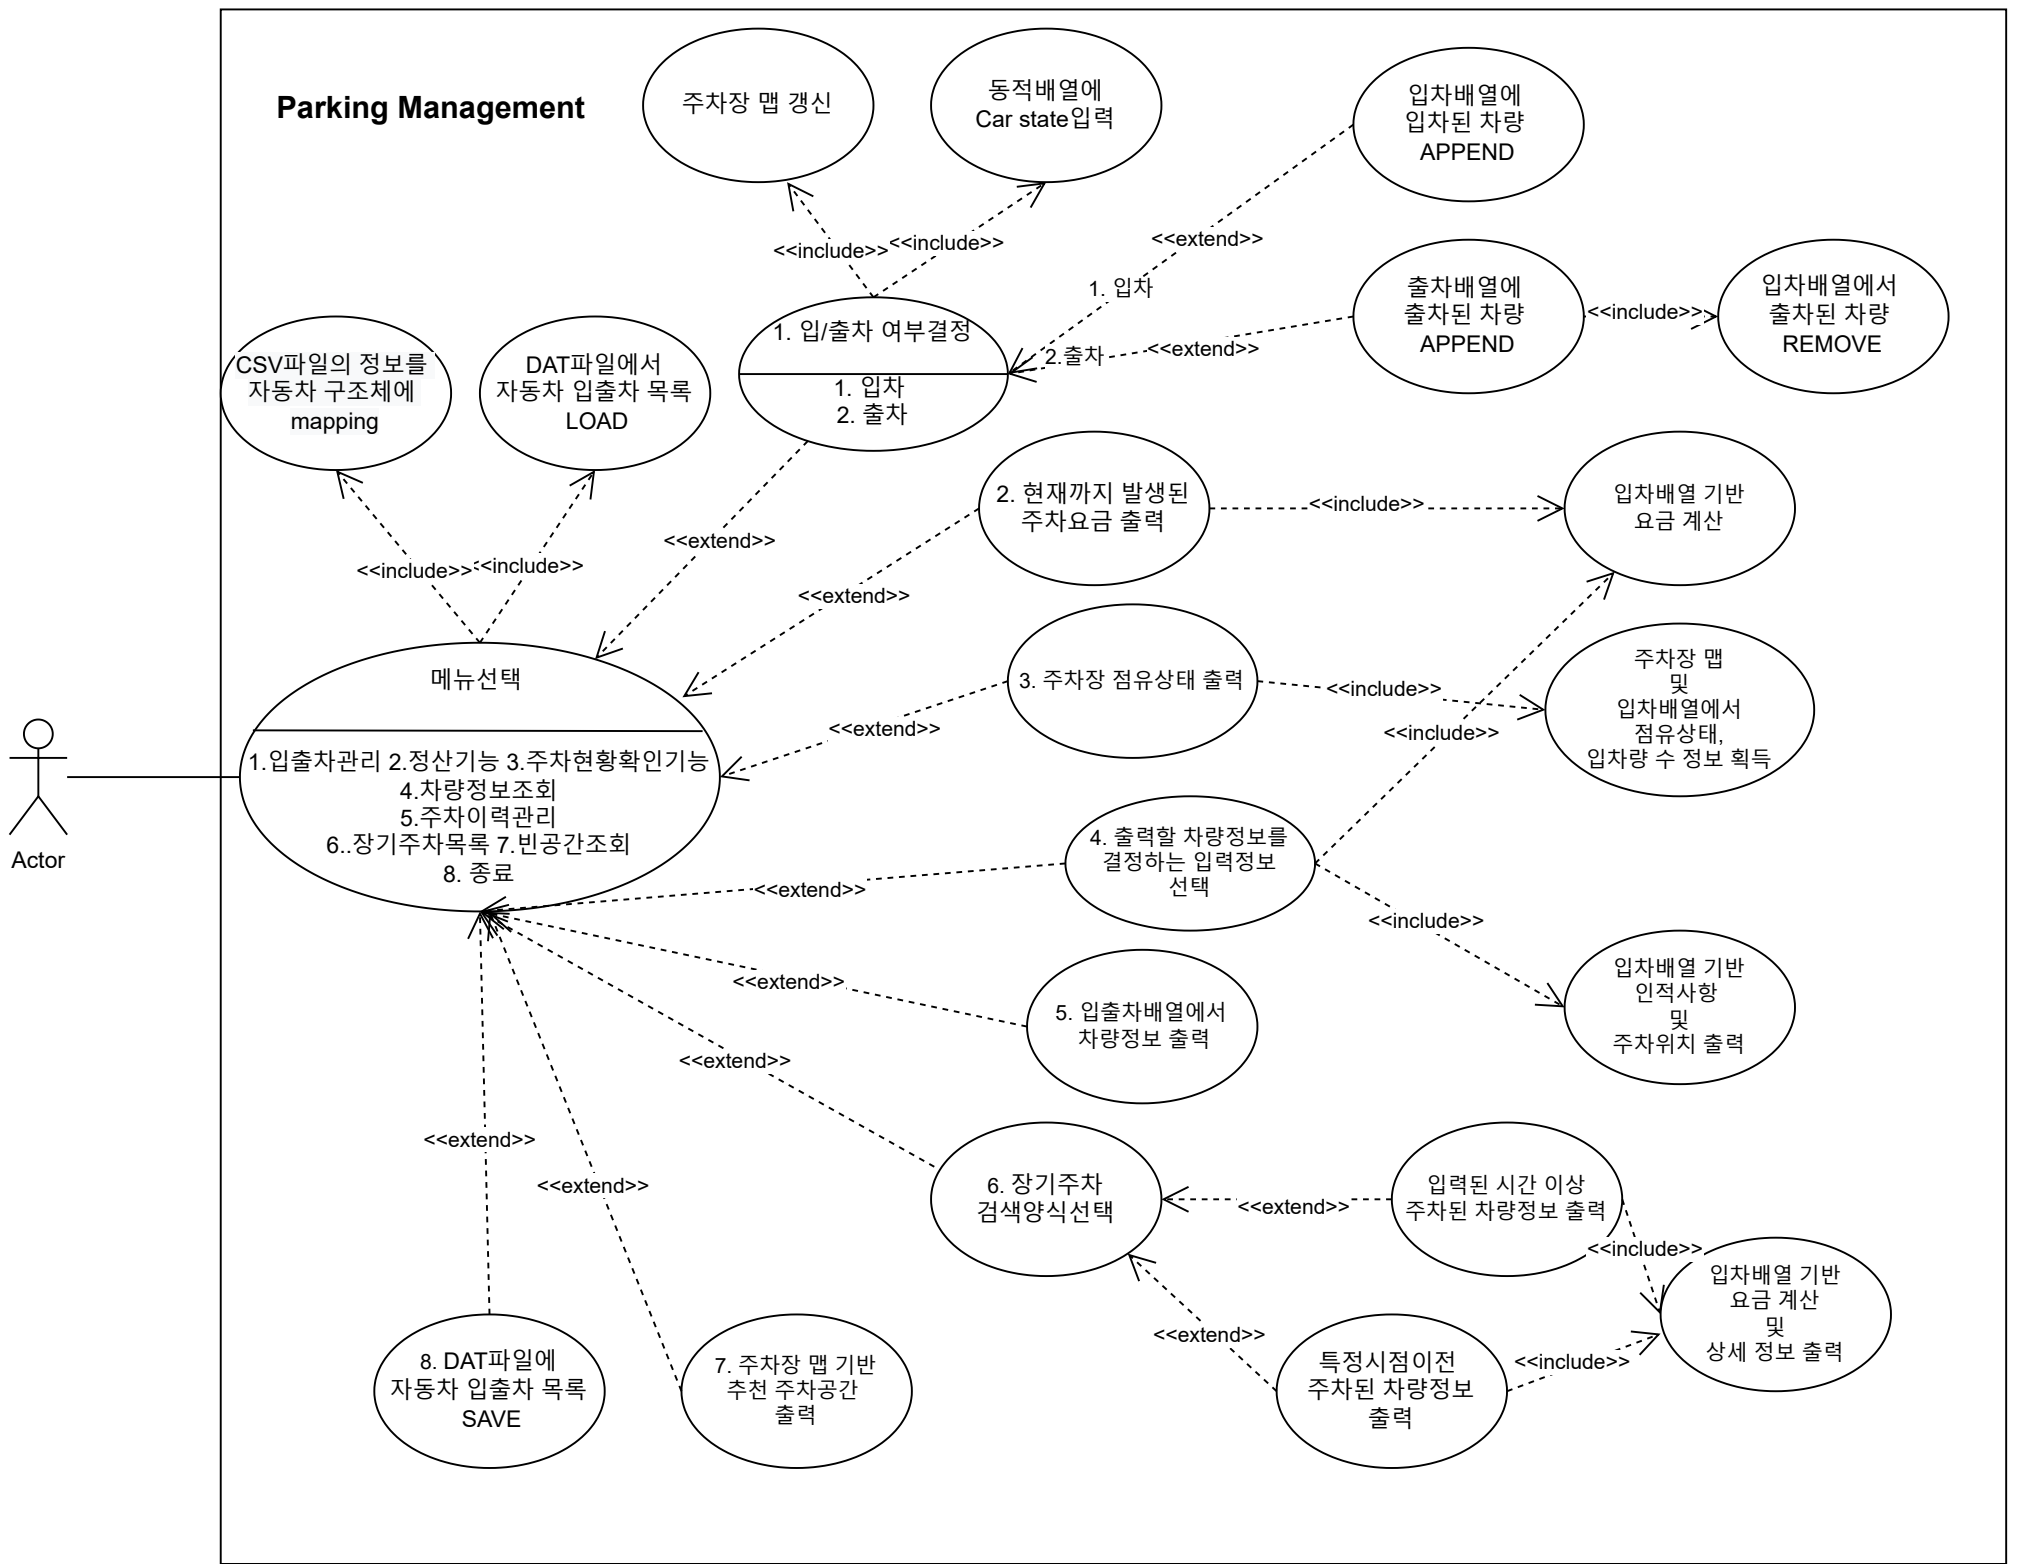 Parking Management
주차장 맵 갱신
동적배열에
Car state입력
입차배열에
입차된 차량
APPEND
<<include>>
<<include>>
<<extend>>
1. 입차
출차배열에
출차된 차량
APPEND
<<include>>
입차배열에서
출차된 차량
REMOVE
1. 입/출차 여부결정
1. 입차
2. 출차
2.출차
<<extend>>
CSV파일의 정보를
자동차 구조체에
mapping
DAT파일에서
자동차 입출차 목록
LOAD
<<include>>
<<include>>
<<extend>>
2. 현재까지 발생된
주차요금 출력
<<include>>
입차배열 기반
요금 계산
<<extend>>
메뉴선택
1.입출차관리 2.정산기능 3.주차현황확인기능
4.차량정보조회
5.주차이력관리
6..장기주차목록 7.빈공간조회
8. 종료
Actor
3. 주차장 점유상태 출력
<<extend>>
<<include>>
주차장 맵
및
입차배열에서
점유상태,
입차량 수 정보 획득
<<include>>
4. 출력할 차량정보를
결정하는 입력정보
선택
<<extend>>
<<include>>
입차배열 기반
인적사항
및
주차위치 출력
5. 입출차배열에서
차량정보 출력
<<extend>>
<<extend>>
6. 장기주차
검색양식선택
<<extend>>
입력된 시간 이상
주차된 차량정보 출력
<<include>>
입차배열 기반
요금 계산
및
상세 정보 출력
<<extend>>
특정시점이전
주차된 차량정보
출력
<<include>>
<<extend>>
<<extend>>
8. DAT파일에
자동차 입출차 목록
SAVE
7. 주차장 맵 기반
추천 주차공간
출력